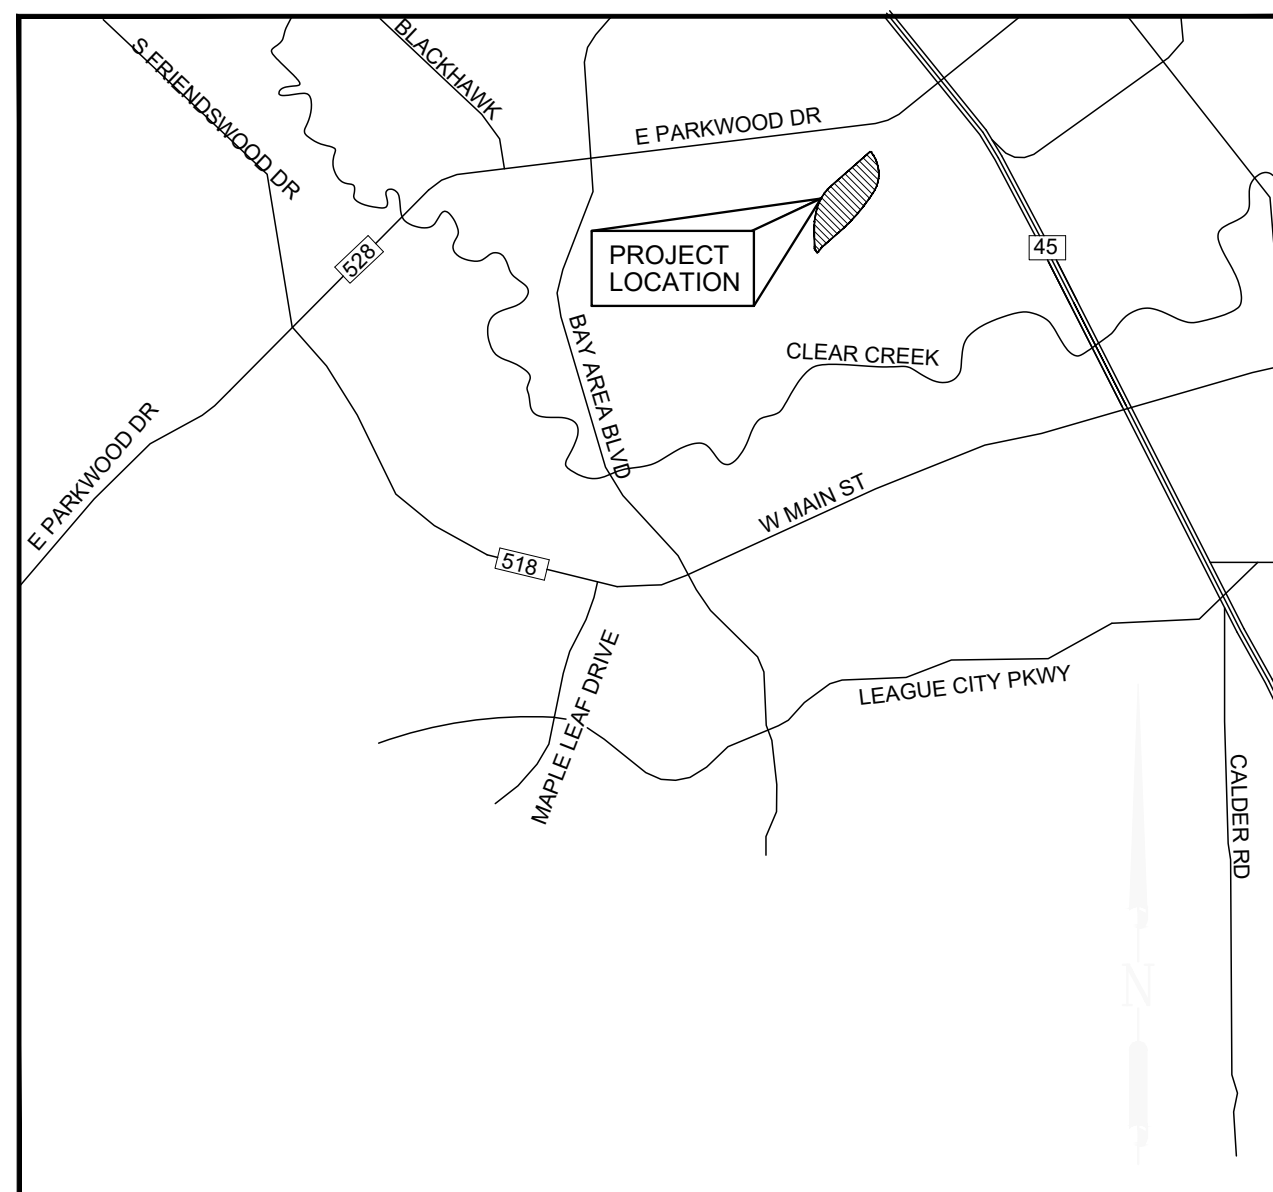 S FRIENDSWOOD DR
BLACKHAWK
E PARKWOOD DR
528
45
PROJECT
LOCATION
BAY AREA BLVD
CLEAR CREEK
E PARKWOOD DR
W MAIN ST
518
MAPLE LEAF DRIVE
LEAGUE CITY PKWY
CALDER RD
N